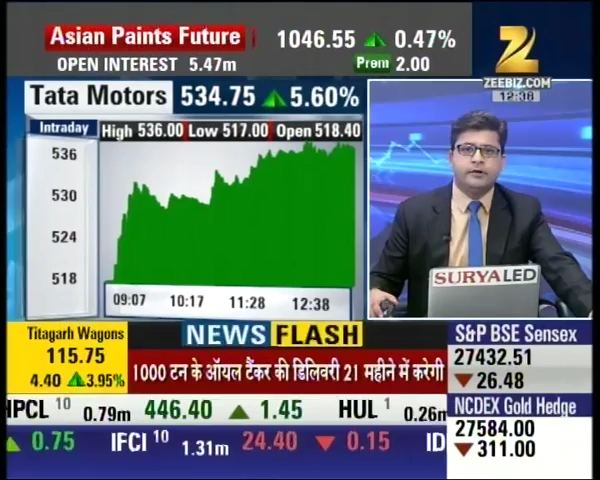 Asian Paints Future
1046.55 0.47%
OPEN INTEREST 5.47m
Prem 2.00
ZEEBIZ.COM
12:38
Tata Motors 534.75 5.60%
Intraday High 536.00 Low 517.00 Open 518.40
536
530
524
518
09:07 10:17 11:28 12:38
SURYA LED
Titagarh Wagons
115.75
4.40 3.95%
NEWS FLASH
1000 टन के ऑयल टैंकर की डिलिवरी 21 महीने में करेगी
S&P BSE Sensex
27432.51
26.48
NCDEX Gold Hedge
27584.00
311.00
HPCL 10 0.79m 446.40 1.45 HUL 1 0.26m
0.75 IFCI 10 1.31m 24.40 0.15 ID